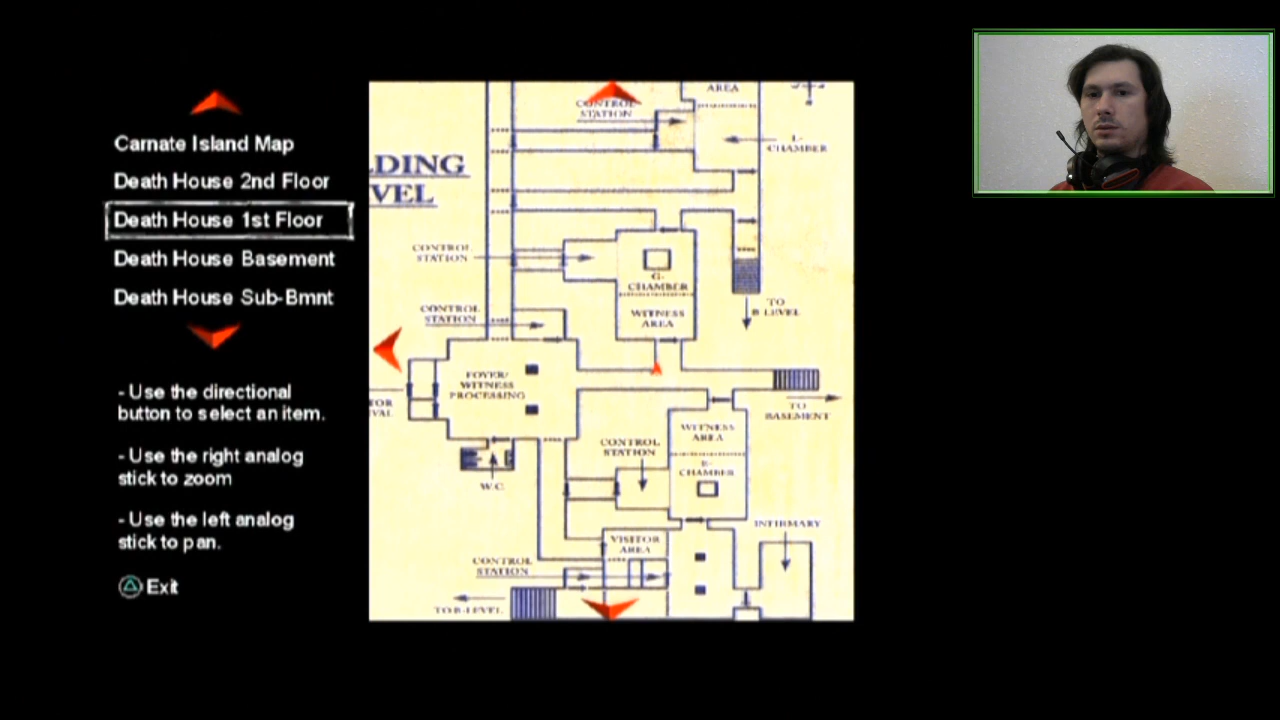 Carnate Island Map
Death House 2nd Floor
Death House 1st Floor
Death House Basement
Death House Sub-Bmnt
- Use the directional
button to select an item.
- Use the right analog
stick to zoom
- Use the left analog
stick to pan.
Exit
AREA
CONTROL
STATION
L-
CHAMBER
LDING
VEL
CONTROL
STATION
G-
CHAMBER
WITNESS
AREA
TO
B LEVEL
CONTROL
STATION
FOYER/
WITNESS
PROCESSING
TOR
VAL
TO
BASEMENT
WITNESS
AREA
CONTROL
STATION
E-
CHAMBER
W.C.
INFIRMARY
VISITOR
AREA
CONTROL
STATION
TO B-LEVEL